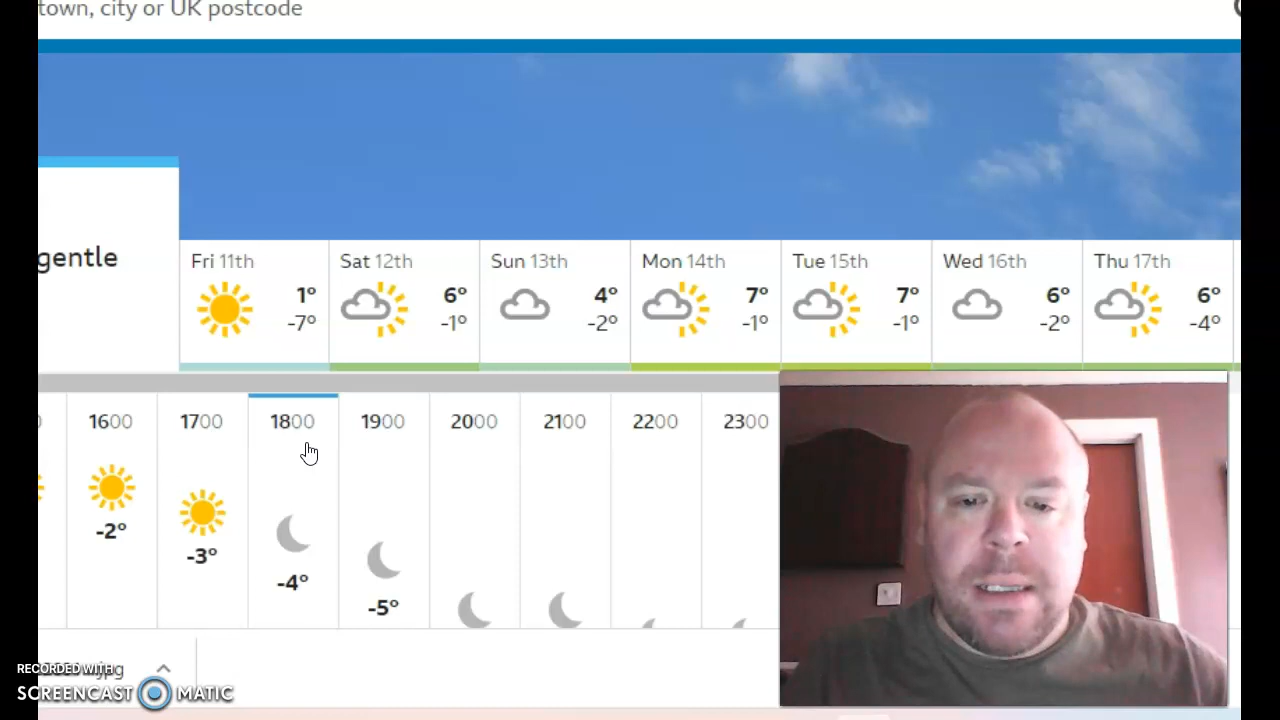 town, city or UK postcode
gentle
Fri 11th
1°
-7°
Sat 12th
6°
-1°
Sun 13th
4°
-2°
Mon 14th
7°
-1°
Tue 15th
7°
-1°
Wed 16th
6°
-2°
Thu 17th
6°
-4°
1600 1700 1800 1900 2000 2100 2200 2300
-2°
-3°
-4°
-5°
RECORDED WITH
SCREENCAST MATIC